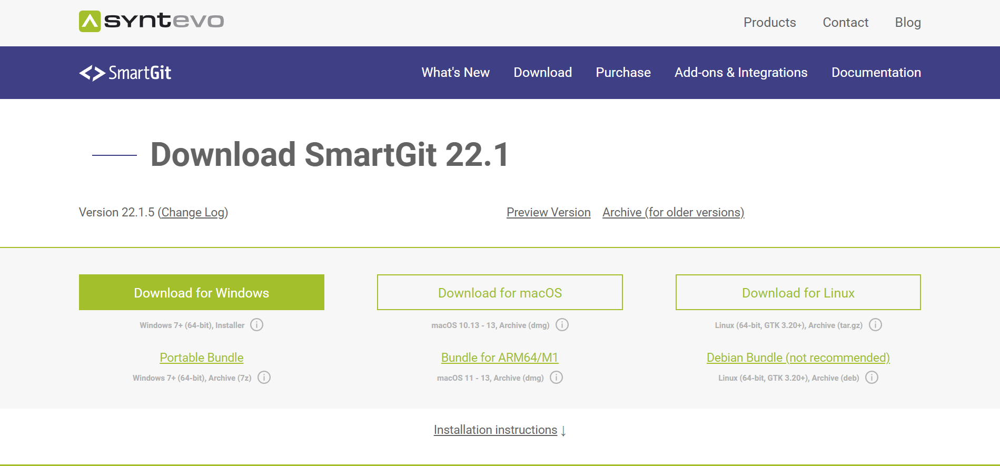 syntevo
Products Contact Blog
SmartGit
What's New Download Purchase Add-ons & Integrations Documentation
Download SmartGit 22.1
Version 22.1.5 (Change Log)
Preview Version Archive (for older versions)
Download for Windows
Download for macOS
Download for Linux
Windows 7+ (64-bit), Installer
macOS 10.13 - 13, Archive (dmg)
Linux (64-bit, GTK 3.20+), Archive (tar.gz)
Portable Bundle
Bundle for ARM64/M1
Debian Bundle (not recommended)
Windows 7+ (64-bit), Archive (7z)
macOS 11 - 13, Archive (dmg)
Linux (64-bit, GTK 3.20+), Archive (deb)
Installation instructions ↓